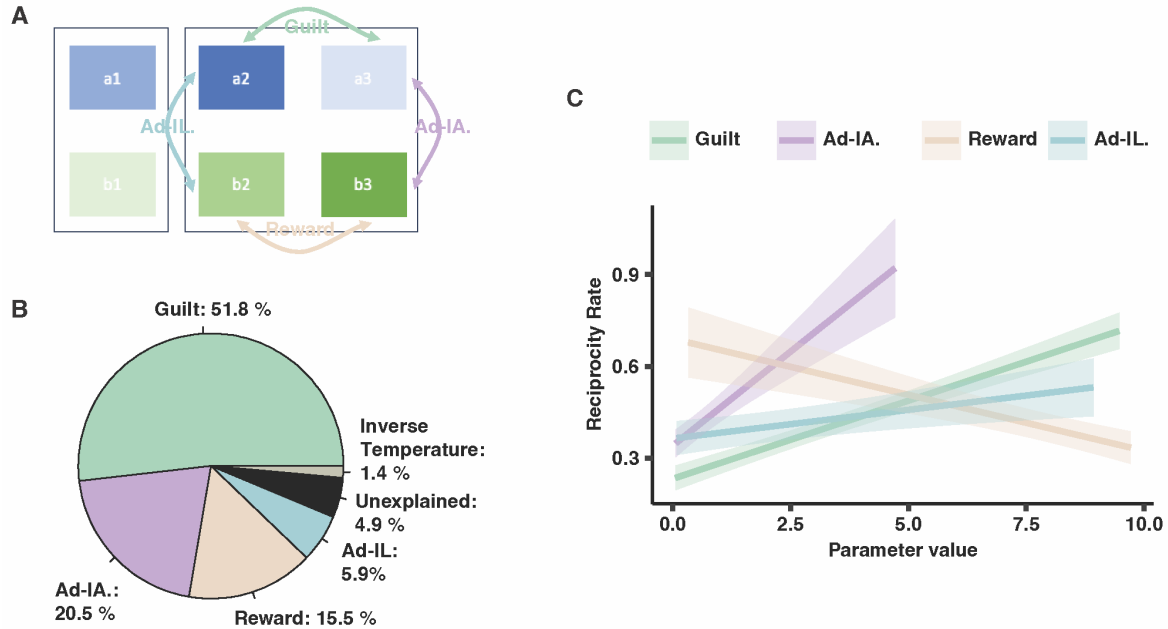 A
Guilt
a1
a2
a3
Ad-IL.
Ad-IA.
b1
b2
b3
Reward
B
Guilt: 51.8 %
Inverse
Temperature:
1.4 %
Unexplained:
4.9 %
Ad-IL:
5.9%
Ad-IA.:
20.5 %
Reward: 15.5 %
C
Guilt
Ad-IA.
Reward
Ad-IL.
Reciprocity Rate
0.9
0.6
0.3
0.0
2.5
5.0
7.5
10.0
Parameter value